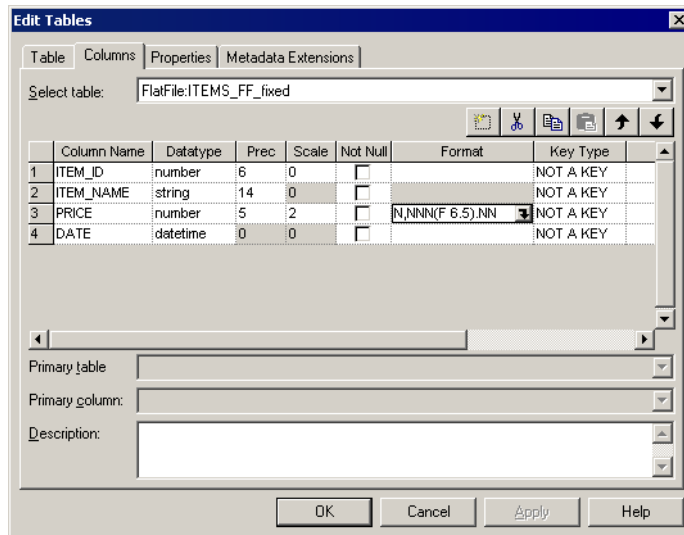 Edit Tables
Table Columns Properties Metadata Extensions
Select table: FlatFile:ITEMS_FF_fixed
Column Name Datatype Prec Scale Not Null Format Key Type
1 ITEM_ID number 6 0 NOT A KEY
2 ITEM_NAME string 14 0 NOT A KEY
3 PRICE number 5 2 N,NNN(F 6.5).NN NOT A KEY
4 DATE datetime 0 0 NOT A KEY
Primary table
Primary column:
Description:
OK Cancel Apply Help